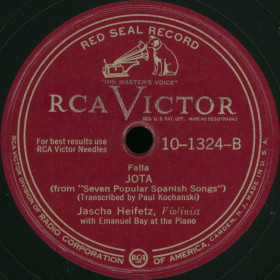 RED SEAL RECORD
"HIS MASTER'S VOICE"
RCA VICTOR
REG. U. S. PAT. OFF. MARCAS REGISTRADAS
For best results use
RCA Victor Needles
10-1324-B
Falla
JOTA
(from "Seven Popular Spanish Songs")
(Transcribed by Paul Kochanski)
Jascha Heifetz, Violinist
with Emanuel Bay at the Piano
RCA VICTOR DIVISION OF RADIO CORPORATION OF AMERICA, CAMDEN, N. J., MADE IN U. S. A.
RCA